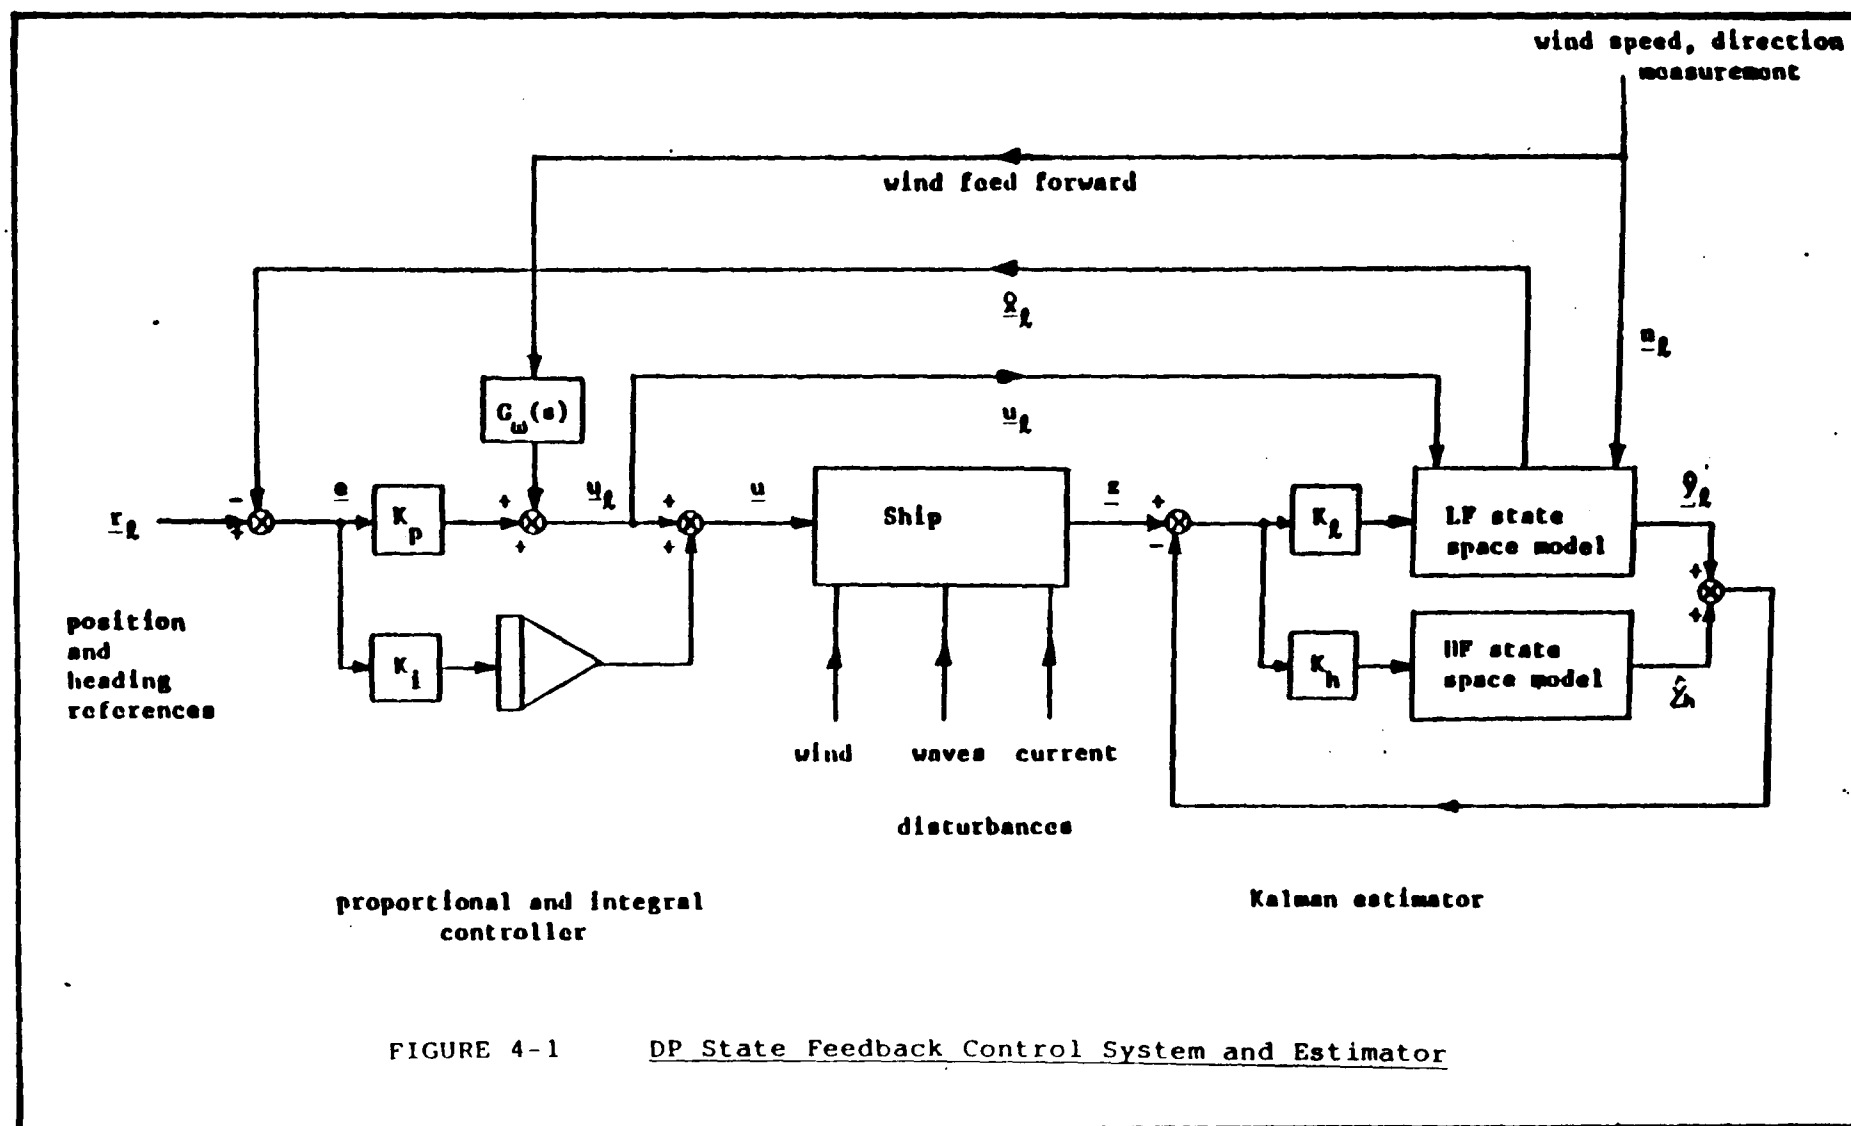 wind speed, direction
measurement
wind feed forward
x̂_ℓ
n_ℓ
G_ω(s)
u_ℓ
r_ℓ
-
+
e
K_p
+
+
u_ℓ
+
+
u
Ship
z
+
-
K_ℓ
LF state
space model
ŷ_ℓ
+
+
position
and
heading
references
K_i
K_h
HF state
space model
ŷ_h
wind waves current
disturbances
proportional and integral
controller
Kalman estimator
FIGURE 4-1 DP State Feedback Control System and Estimator